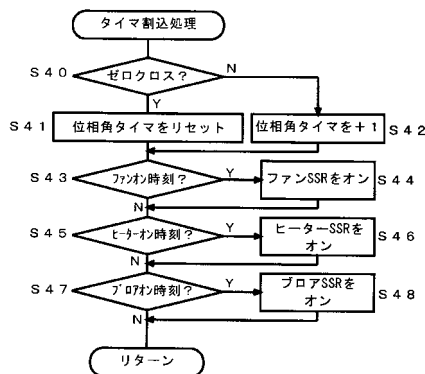 タイマ割込処理
S40
ゼロクロス?
N
Y
S41
位相角タイマをリセット
位相角タイマを+1
S42
S43
ファンオン時刻?
Y
ファンSSRをオン
S44
N
S45
ヒーターオン時刻?
Y
ヒーターSSRを
オン
S46
N
S47
ブロアオン時刻?
Y
ブロアSSRを
オン
S48
N
リターン